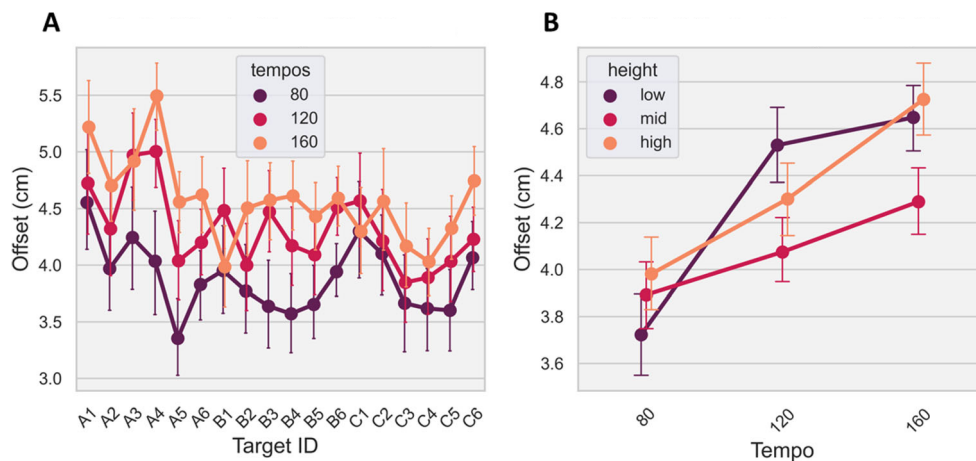 A
B
tempos
80
120
160
5.5
5.0
4.5
4.0
3.5
3.0
Offset (cm)
A1 A2 A3 A4 A5 A6 B1 B2 B3 B4 B5 B6 C1 C2 C3 C4 C5 C6
Target ID
height
low
mid
high
4.8
4.6
4.4
4.2
4.0
3.8
3.6
Offset (cm)
80 120 160
Tempo